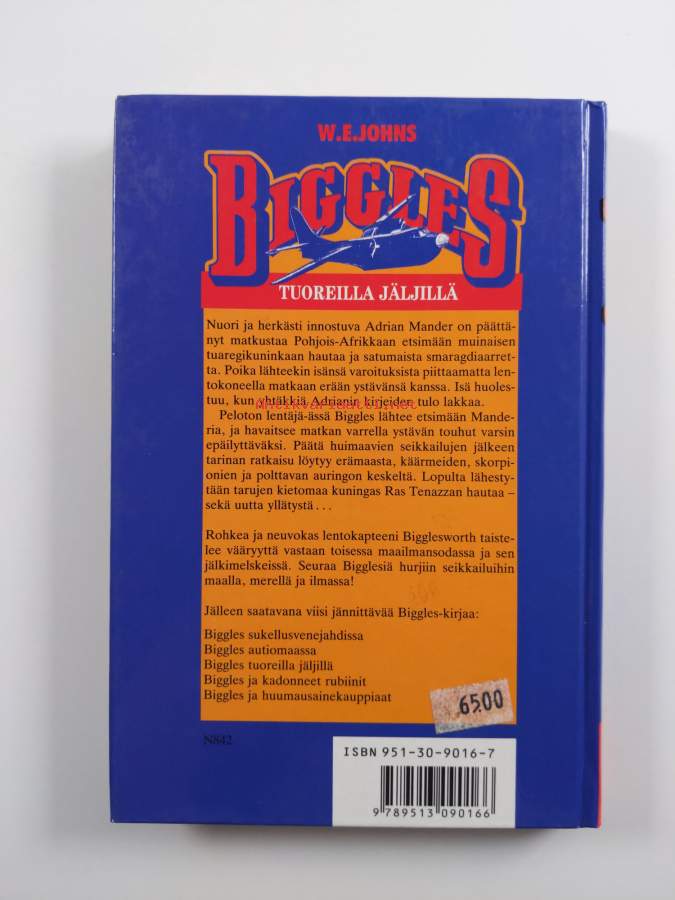 W.E.JOHNS
BIGGLES
TUOREILLA JÄLJILLÄ
Nuori ja herkästi innostuva Adrian Mander on päättä-
nyt matkustaa Pohjois-Afrikkaan etsimään muinaisen
tuaregikuninkaan hautaa ja satumaista smaragdiaarret-
ta. Poika lähteekin isänsä varoituksista piittaamatta len-
tokoneella matkaan erään ystävänsä kanssa. Isä huoles-
tuu, kun yhtäkkiä Adrianin kirjeiden tulo lakkaa.
Antikvariaatti.net
Peloton lentäjä-ässä Biggles lähtee etsimään Mande-
ria, ja havaitsee matkan varrella ystävän touhut varsin
epäilyttäväksi. Päätä huimaavien seikkailujen jälkeen
tarinan ratkaisu löytyy erämaasta, käärmeiden, skorpi-
onien ja polttavan auringon keskeltä. Lopulta lähesty-
tään tarujen kietomaa kuningas Ras Tenazzan hautaa –
sekä uutta yllätystä . . .
Rohkea ja neuvokas lentokapteeni Bigglesworth taiste-
lee vääryyttä vastaan toisessa maailmansodassa ja sen
jälkimelskeissä. Seuraa Bigglesiä hurjiin seikkailuihin
maalla, merellä ja ilmassa!
Jälleen saatavana viisi jännittävää Biggles-kirjaa:
Biggles sukellusvenejahdissa
Biggles autiomaassa
Biggles tuoreilla jäljillä
Biggles ja kadonneet rubiinit
Biggles ja huumausainekauppiaat
6500
N842
ISBN 951-30-9016-7
9 789513 090166